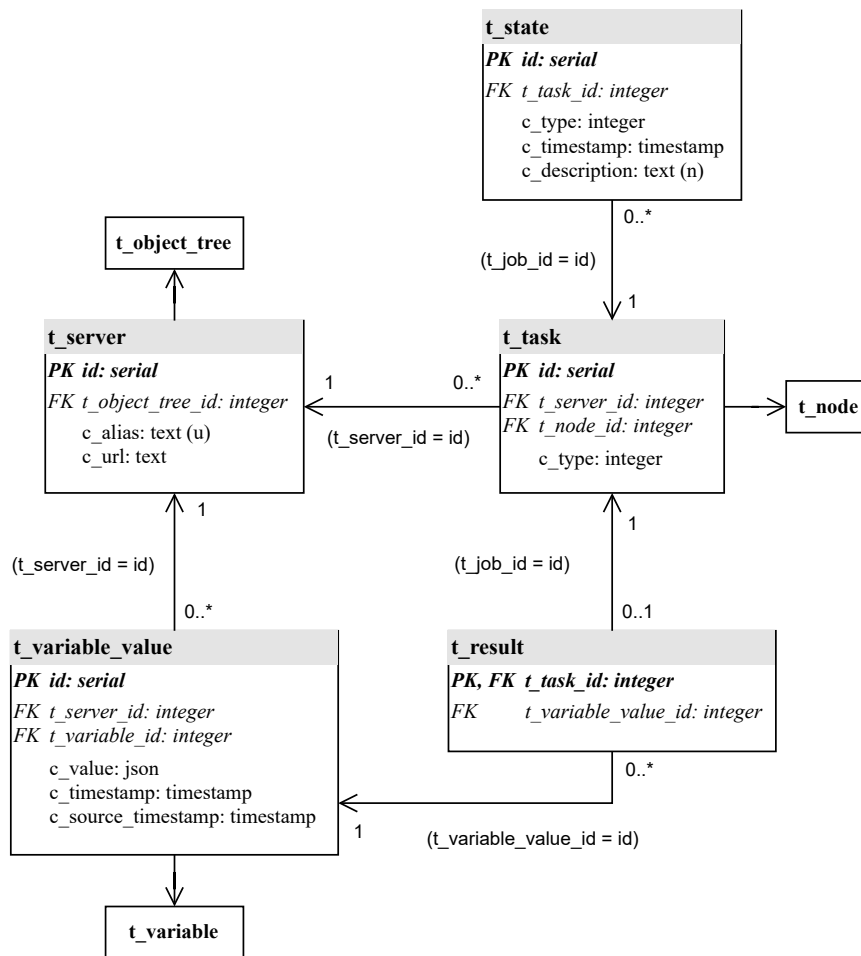 t_state
PK id: serial
FK t_task_id: integer
c_type: integer
c_timestamp: timestamp
c_description: text (n)
0..*
(t_job_id = id)
1
t_object_tree
t_server
PK id: serial
FK t_object_tree_id: integer
c_alias: text (u)
c_url: text
1
0..*
(t_server_id = id)
t_task
PK id: serial
FK t_server_id: integer
FK t_node_id: integer
c_type: integer
t_node
1
(t_server_id = id)
0..*
1
(t_job_id = id)
0..1
t_variable_value
PK id: serial
FK t_server_id: integer
FK t_variable_id: integer
c_value: json
c_timestamp: timestamp
c_source_timestamp: timestamp
t_result
PK, FK t_task_id: integer
FK t_variable_value_id: integer
0..*
1
(t_variable_value_id = id)
t_variable